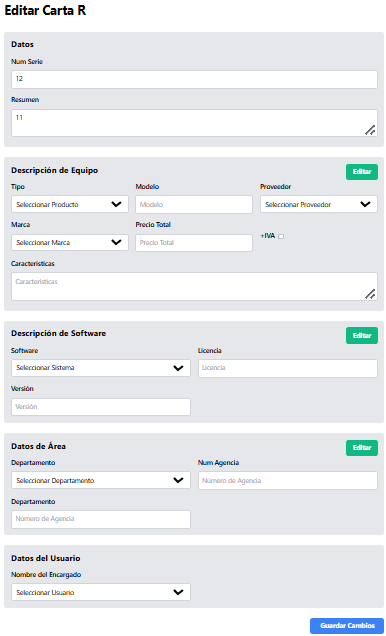 Editar Carta R
Datos
Num Serie
12
Resumen
11
Descripción de Equipo Editar
Tipo Modelo Proveedor
Seleccionar Producto Modelo Seleccionar Proveedor
Marca Precio Total
Seleccionar Marca Precio Total +IVA
Características
Características
Descripción de Software Editar
Software Licencia
Seleccionar Sistema Licencia
Versión
Versión
Datos de Área Editar
Departamento Num Agencia
Seleccionar Departamento Número de Agencia
Departamento
Número de Agencia
Datos del Usuario
Nombre del Encargado
Seleccionar Usuario
Guardar Cambios